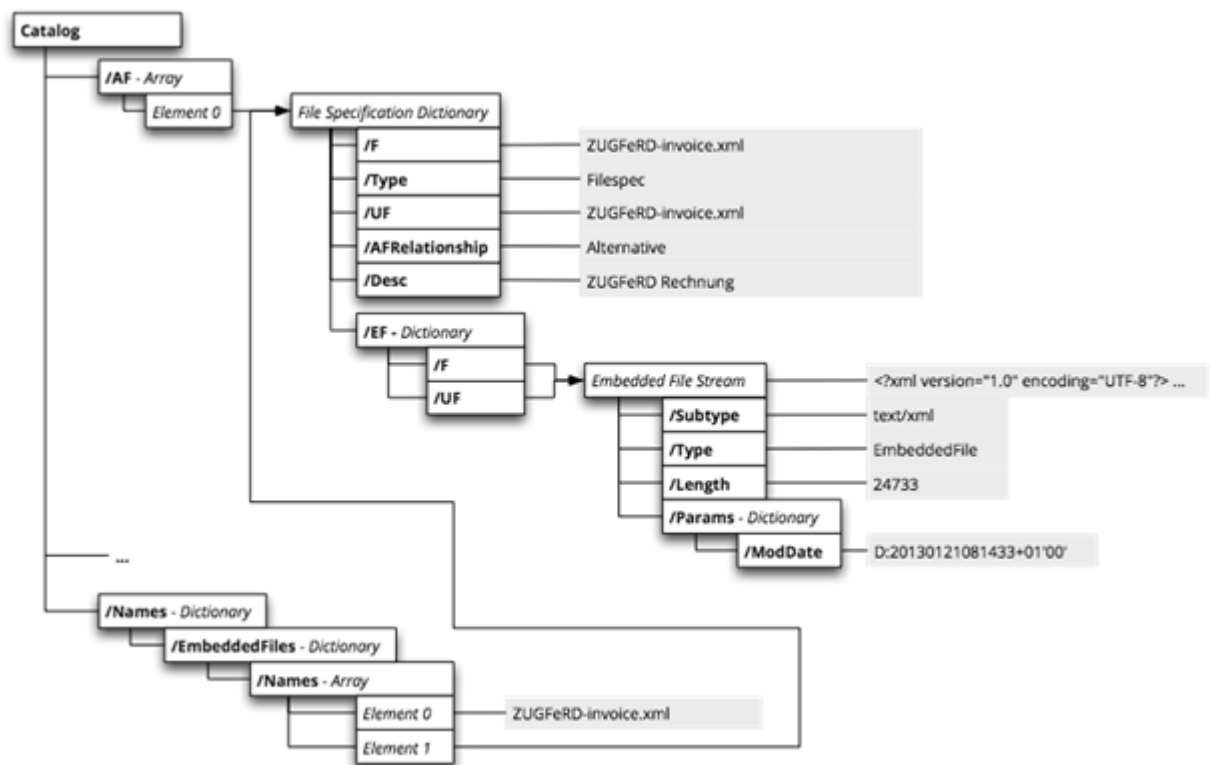 Catalog
/AF - Array
Element 0
File Specification Dictionary
/F
ZUGFeRD-invoice.xml
/Type
Filespec
/UF
ZUGFeRD-invoice.xml
/AFRelationship
Alternative
/Desc
ZUGFeRD Rechnung
/EF - Dictionary
/F
/UF
Embedded File Stream
<?xml version="1.0" encoding="UTF-8"?> ...
/Subtype
text/xml
/Type
EmbeddedFile
/Length
24733
/Params - Dictionary
/ModDate
D:20130121081433+01'00'
...
/Names - Dictionary
/EmbeddedFiles - Dictionary
/Names - Array
Element 0
ZUGFeRD-invoice.xml
Element 1